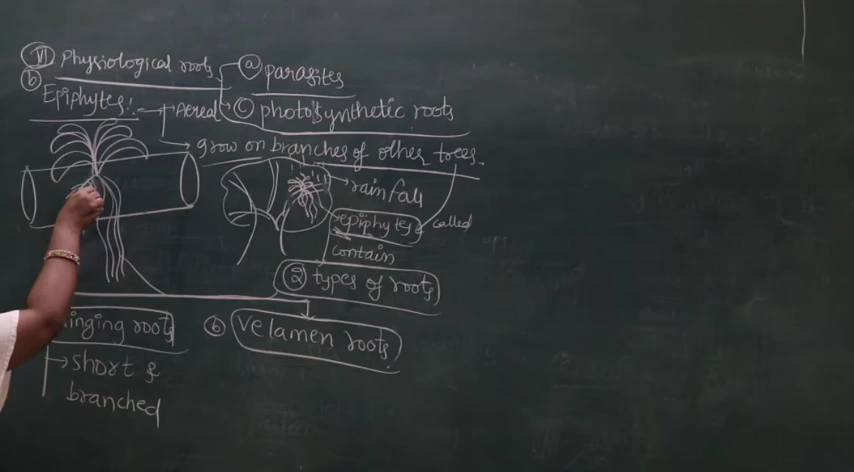 VI Physiological roots
a parasites
b
Epiphytes:- → Aereal
c photosynthetic roots
→ grow on branches of other trees.
→ rainfall
epiphytes called
contain
2 types of roots
inging roots
b Velamen roots
→ short &
branched